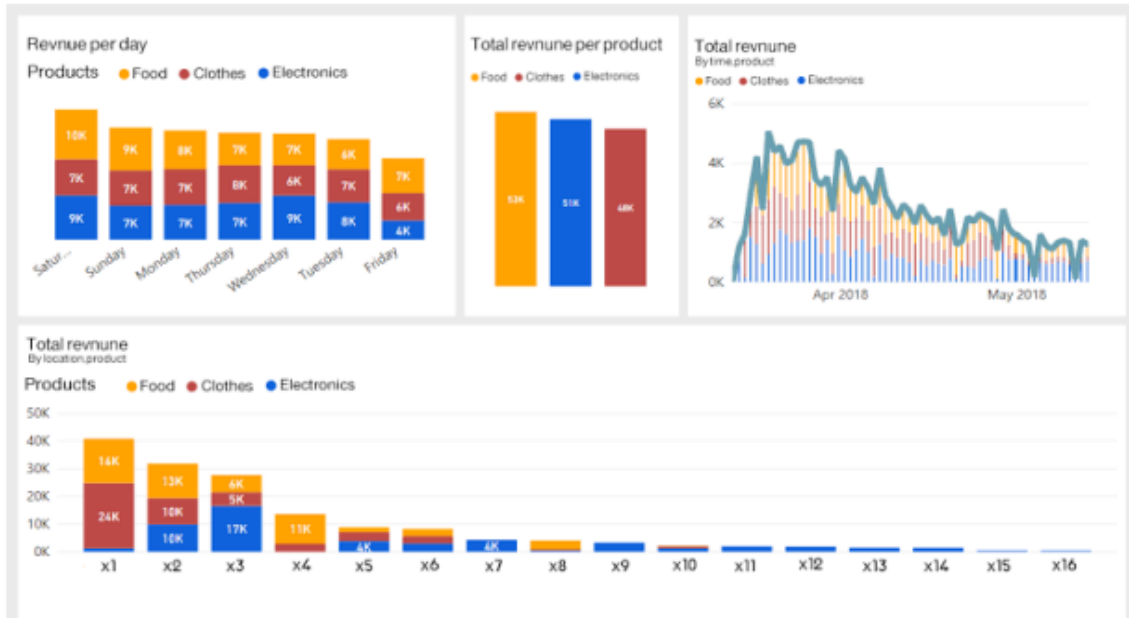 Revnue per day
Products Food Clothes Electronics
10K 9K 8K 7K 7K 6K 7K
7K 7K 7K 8K 6K 7K 6K
9K 7K 7K 7K 9K 8K 4K
Satur... Sunday Monday Thursday Wednesday Tuesday Friday
Total revnune per product
Food Clothes Electronics
53K 51K 48K
Total revnune
By time,product
Food Clothes Electronics
6K
4K
2K
0K
Apr 2018 May 2018
Total revnune
By location,product
Products Food Clothes Electronics
50K
40K
30K
20K
10K
0K
16K 13K 6K 11K
24K 10K 5K
10K 17K 4K 4K
x1 x2 x3 x4 x5 x6 x7 x8 x9 x10 x11 x12 x13 x14 x15 x16